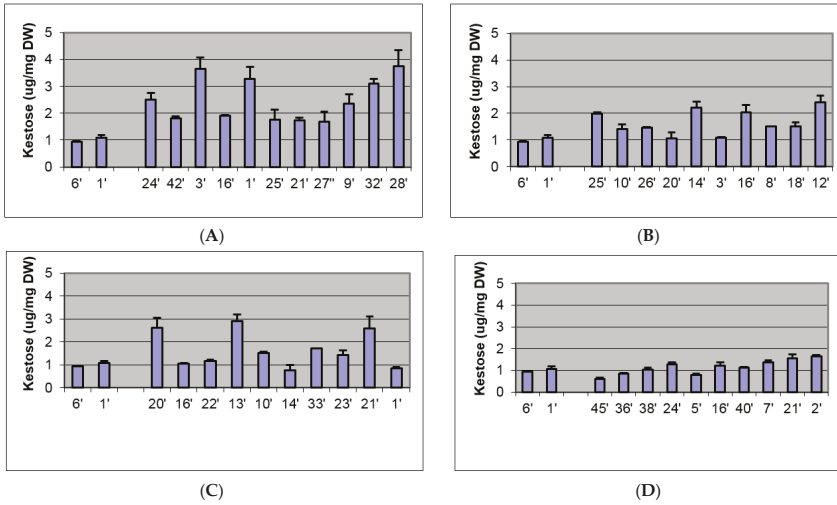 Kestose (ug/mg DW)
5
4
3
2
1
0
6' 1' 24' 42' 3' 16' 1' 25' 21' 27" 9' 32' 28'
(A)
Kestose (ug/mg DW)
5
4
3
2
1
0
6' 1' 25' 10' 26' 20' 14' 3' 16' 8' 18' 12'
(B)
Kestose (ug/mg DW)
5
4
3
2
1
0
6' 1' 20' 16' 22' 13' 10' 14' 33' 23' 21' 1'
(C)
Kestose (ug/mg DW)
5
4
3
2
1
0
6' 1' 45' 36' 38' 24' 5' 16' 40' 7' 21' 2'
(D)